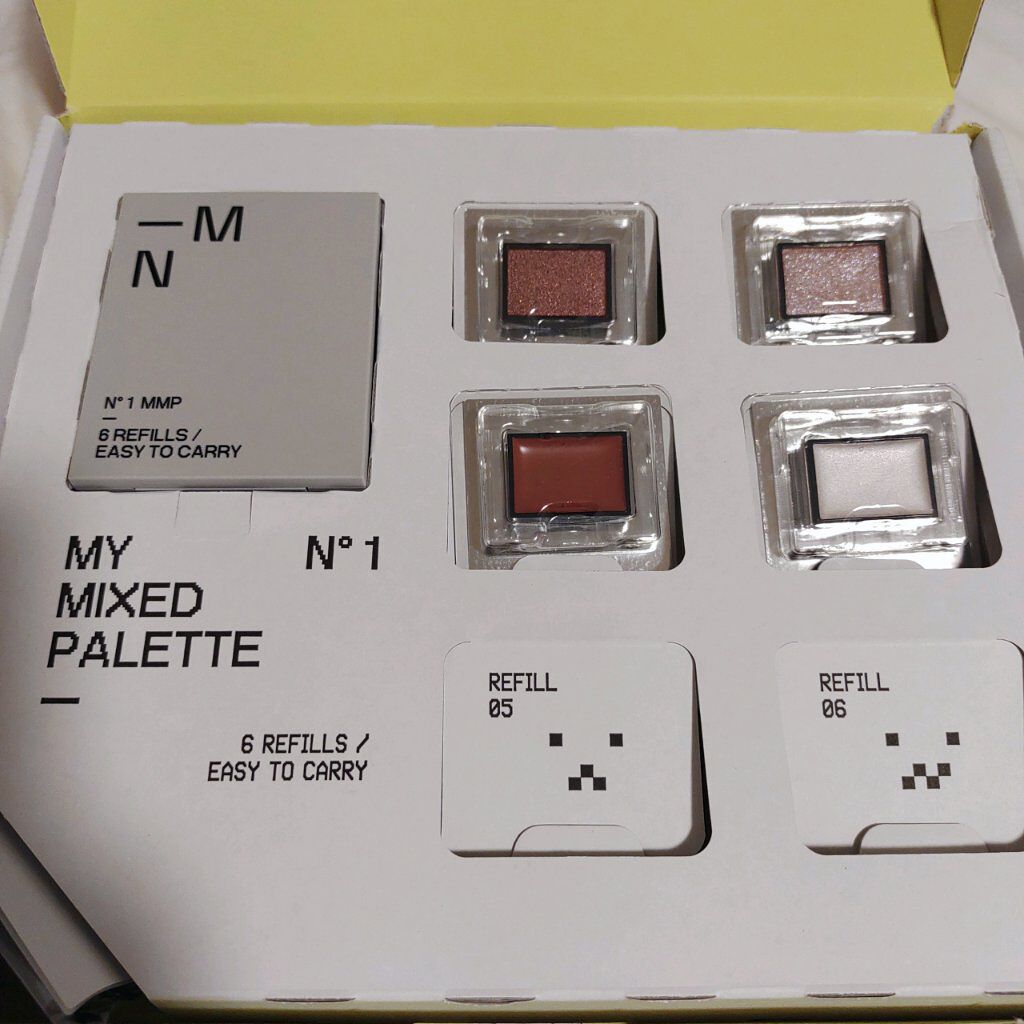 —M
N
N° 1 MMP
—
6 REFILLS /
EASY TO CARRY
MY N° 1
MIXED
PALETTE
—
6 REFILLS /
EASY TO CARRY
REFILL
05
REFILL
06